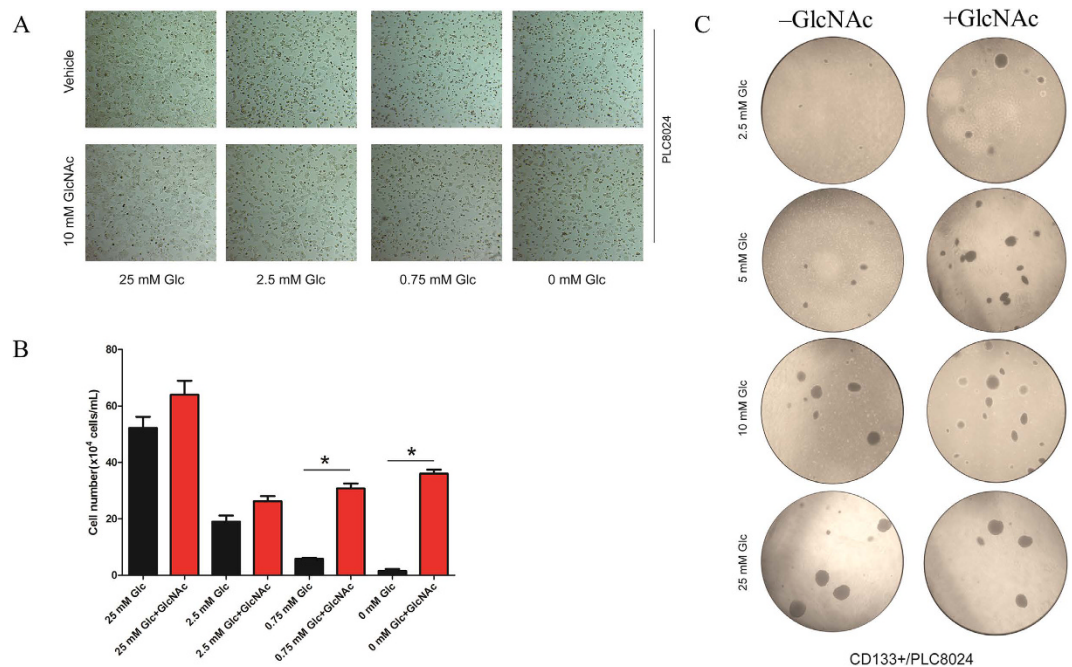 A
Vehicle
10 mM GlcNAc
25 mM Glc
2.5 mM Glc
0.75 mM Glc
0 mM Glc
PLC8024
B
Cell number(x10⁴ cells/mL)
80
60
40
20
0
*
*
25 mM Glc
25 mM Glc+GlcNAc
2.5 mM Glc
2.5 mM Glc+GlcNAc
0.75 mM Glc
0.75 mM Glc+GlcNAc
0 mM Glc
0 mM Glc+GlcNAc
C
–GlcNAc
+GlcNAc
2.5 mM Glc
5 mM Glc
10 mM Glc
25 mM Glc
CD133+/PLC8024